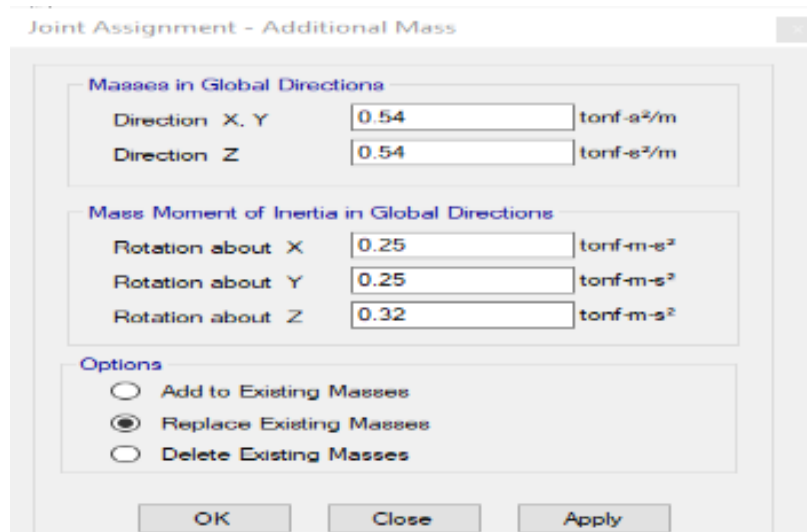 Joint Assignment - Additional Mass
Masses in Global Directions
Direction X, Y 0.54 tonf-s²/m
Direction Z 0.54 tonf-s²/m
Mass Moment of Inertia in Global Directions
Rotation about X 0.25 tonf-m-s²
Rotation about Y 0.25 tonf-m-s²
Rotation about Z 0.32 tonf-m-s²
Options
Add to Existing Masses
Replace Existing Masses
Delete Existing Masses
OK Close Apply